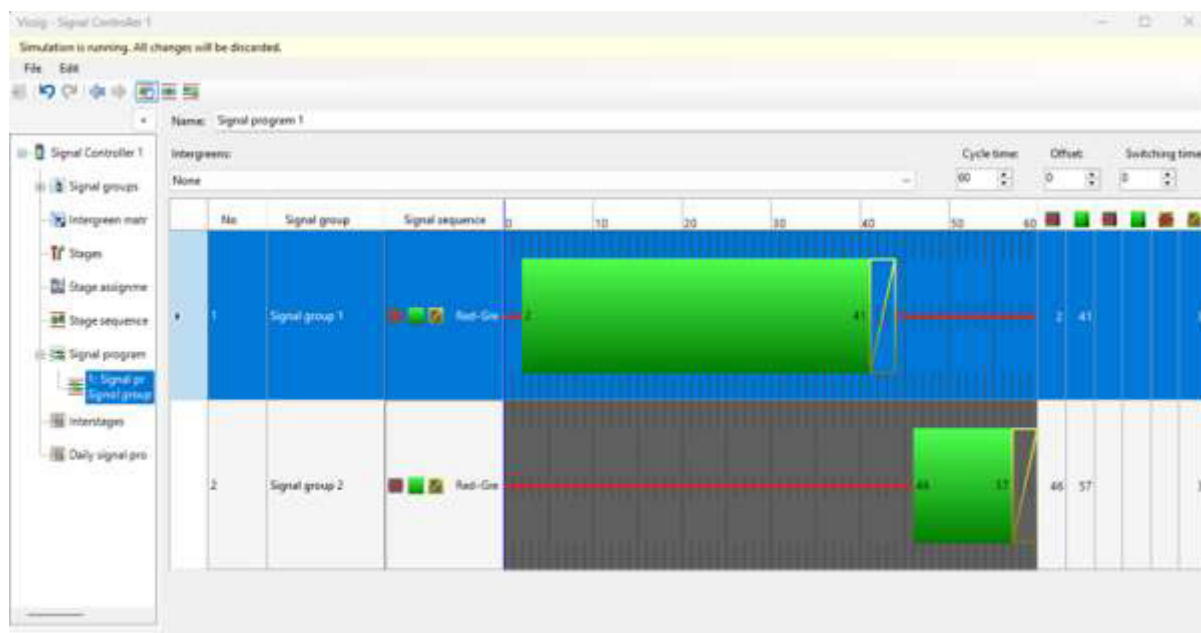 Vissig - Signal Controller 1
Simulation is running. All changes will be discarded.
File Edit
Name: Signal program 1
Signal Controller 1
Signal groups
Intergreen matr
Stages
Stage assignme
Stage sequence
Signal program
1: Signal pr
Signal group
Interstages
Daily signal pro
Intergreens:
None
Cycle time:
60
Offset:
0
Switching time
0
No Signal group Signal sequence 0 10 20 30 40 50 60
1 Signal group 1 Red-Gre 2 41 2 41 3
2 Signal group 2 Red-Gre 46 57 46 57 3